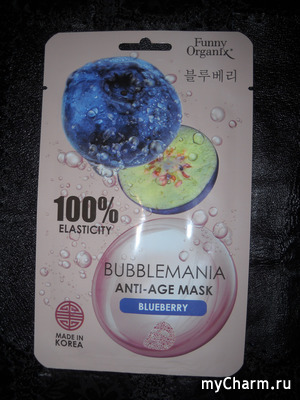 Funny
Organix
블루베리
100%
ELASTICITY
BUBBLEMANIA
ANTI-AGE MASK
BLUEBERRY
MADE IN
KOREA
myCharm.ru